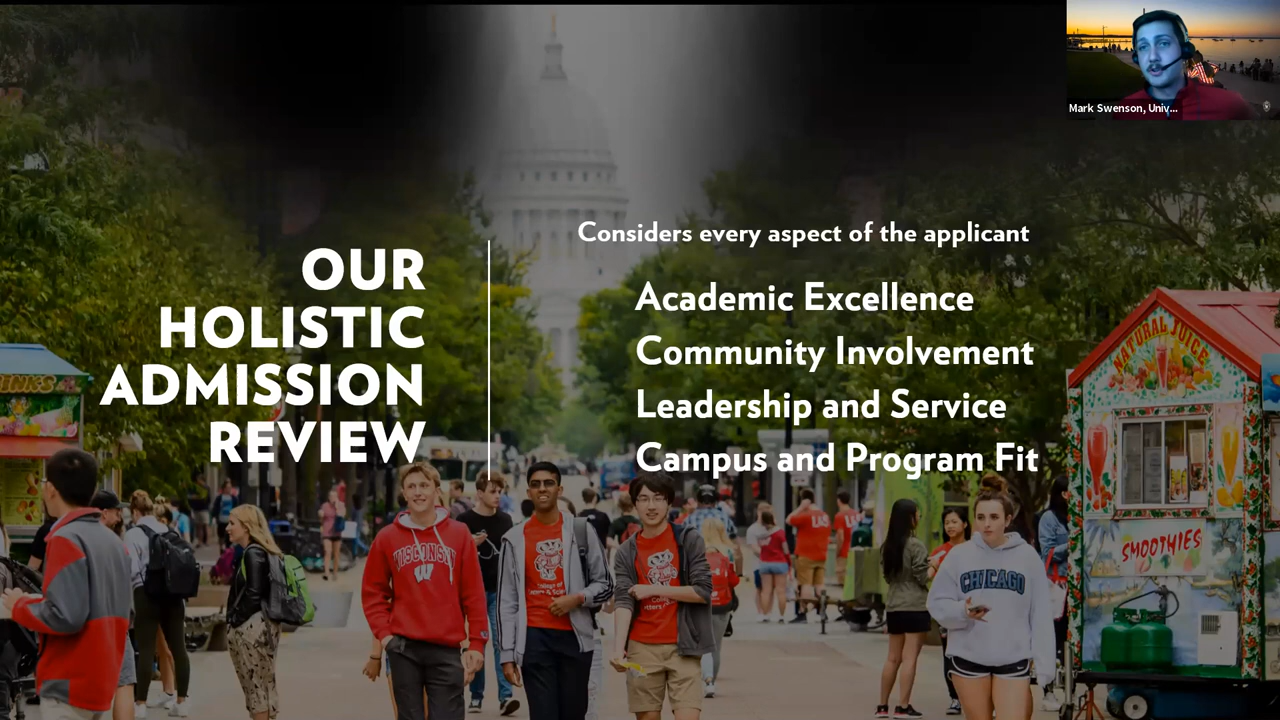 Mark Swenson, Univ...
Considers every aspect of the applicant
OUR
HOLISTIC
ADMISSION
REVIEW
Academic Excellence
Community Involvement
Leadership and Service
Campus and Program Fit
NATURAL JUICE
SMOOTHIES
WISCONSIN
W
CHICAGO